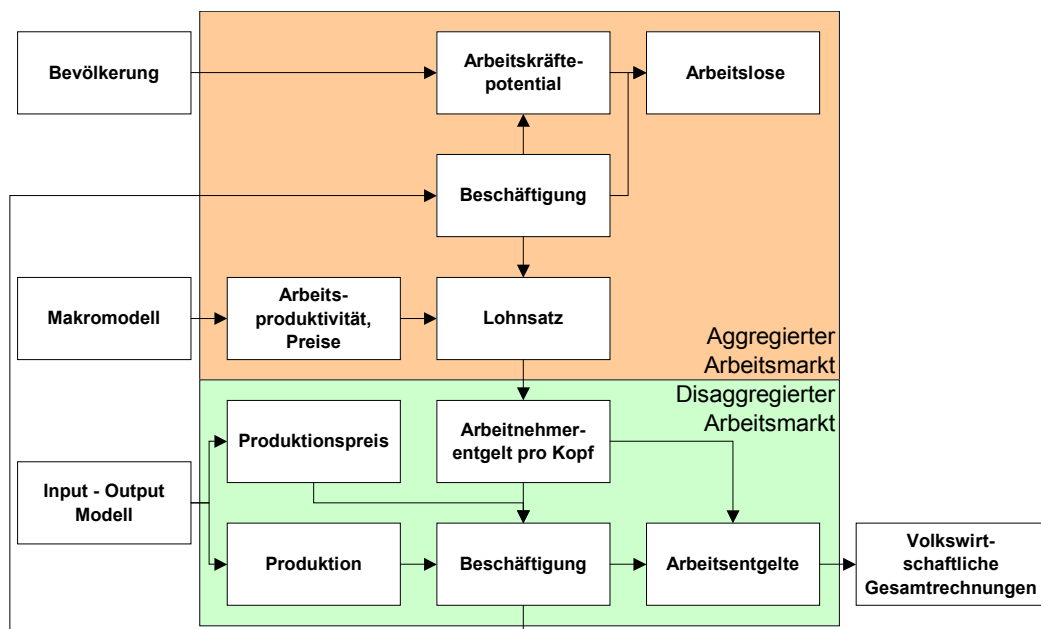 Bevölkerung
Arbeitskräfte-
potential
Arbeitslose
Beschäftigung
Makromodell
Arbeits-
produktivität,
Preise
Lohnsatz
Aggregierter
Arbeitsmarkt
Disaggregierter
Arbeitsmarkt
Produktionspreis
Arbeitnehmer-
entgelt pro Kopf
Input - Output
Modell
Produktion
Beschäftigung
Arbeitsentgelte
Volkswirt-
schaftliche
Gesamtrechnungen